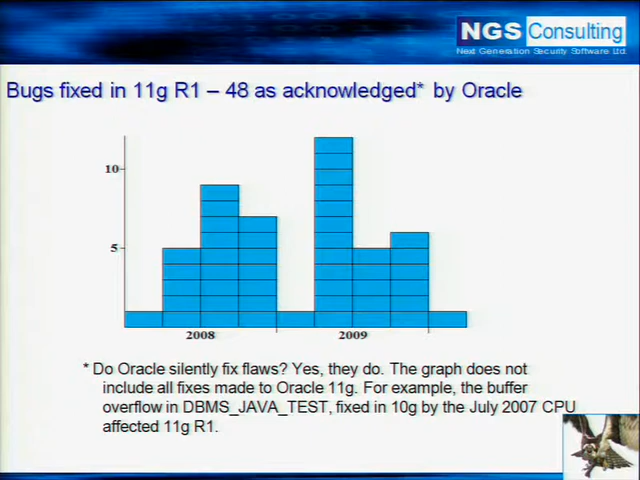 NGS Consulting
Next Generation Security Software Ltd.
Bugs fixed in 11g R1 – 48 as acknowledged* by Oracle
10
5
2008
2009
* Do Oracle silently fix flaws? Yes, they do. The graph does not
include all fixes made to Oracle 11g. For example, the buffer
overflow in DBMS_JAVA_TEST, fixed in 10g by the July 2007 CPU
affected 11g R1.